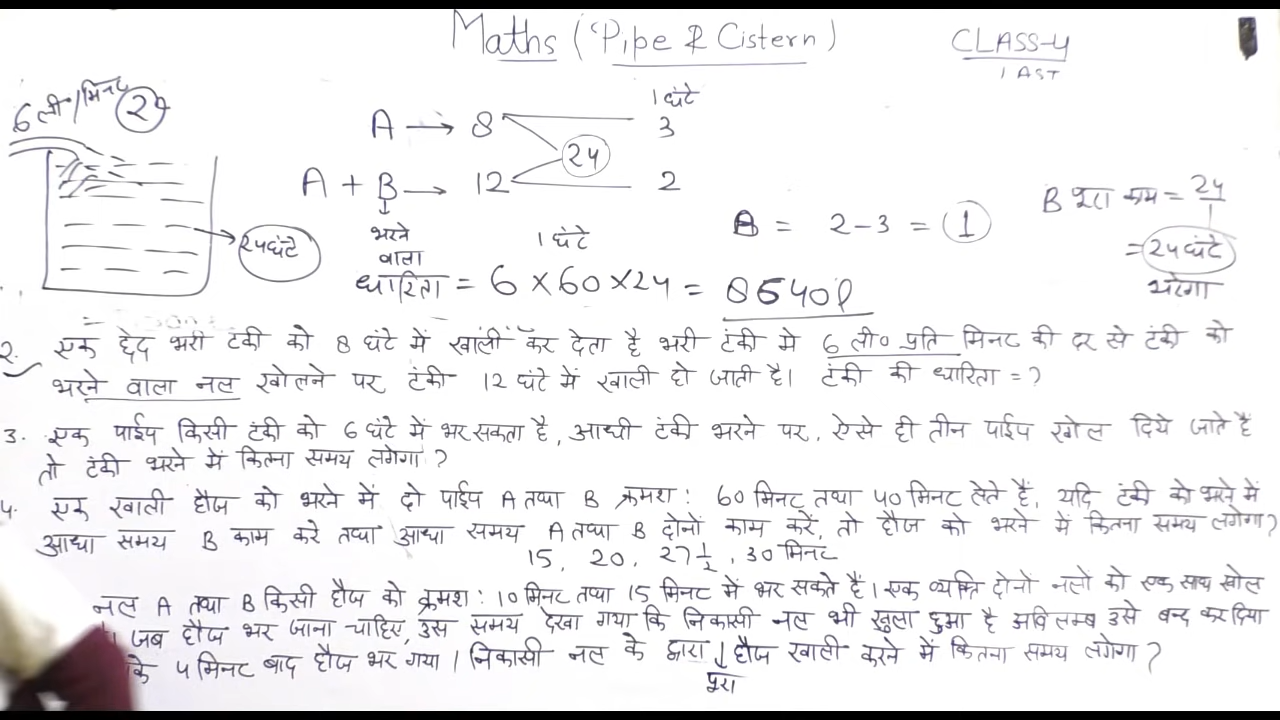 Maths (Pipe & Cistern)
CLASS-4
LAST
6 ली/मिनट 24
1 घंटे
A → 8 3
24
A + B → 12 2
भरने
वाला
24घंटे
B = 2-3 = 1
B पूरा काम = 24/1
= 24 घंटे
भरेगा
1 घंटे
धारिता = 6×60×24 = 8640l
2. एक छेद भरी टंकी को 8 घंटे में खाली कर देता है भरी टंकी मे 6 ली० प्रति मिनट की दर से टंकी को
भरने वाला नल खोलने पर टंकी 12 घंटे में खाली हो जाती है। टंकी की धारिता = ?
3. एक पाईप किसी टंकी को 6 घंटे में भर सकता है, आधी टंकी भरने पर, ऐसे ही तीन पाईप खोल दिये जाते हैं
तो टंकी भरने में कितना समय लगेगा ?
4. एक खाली हौज को भरने में दो पाईप A तथा B क्रमश: 60 मिनट तथा 40 मिनट लेते हैं, यदि टंकी को भरने में
आधा समय B काम करे तथा आधा समय A तथा B दोनों काम करें, तो हौज को भरने में कितना समय लगेगा?
15, 20, 27 1/2, 30 मिनट
नल A तथा B किसी हौज को क्रमश: 10 मिनट तथा 15 मिनट में भर सकते है। एक व्यक्ति दोनों नलों को एक साथ खोल
जब हौज भर जाना चाहिए, उस समय देखा गया कि निकासी नल भी खुला हुआ है अविलम्ब उसे बन्द कर दिया
के 4 मिनट बाद हौज भर गया। निकासी नल के द्वारा हौज खाली करने में कितना समय लगेगा ?
पूरा